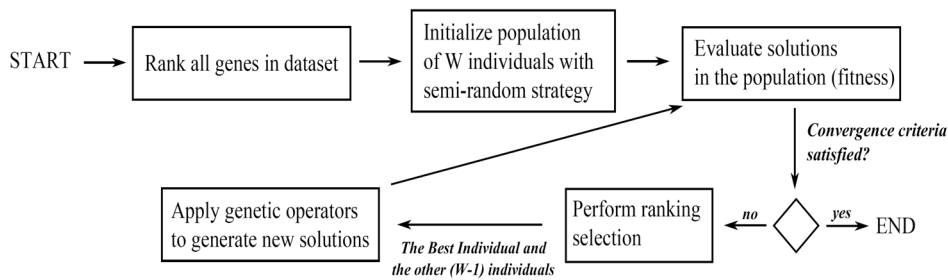 START
Rank all genes in dataset
Initialize population
of W individuals with
semi-random strategy
Evaluate solutions
in the population (fitness)
Convergence criteria
satisfied?
yes
END
no
Perform ranking
selection
The Best Individual and
the other (W-1) individuals
Apply genetic operators
to generate new solutions